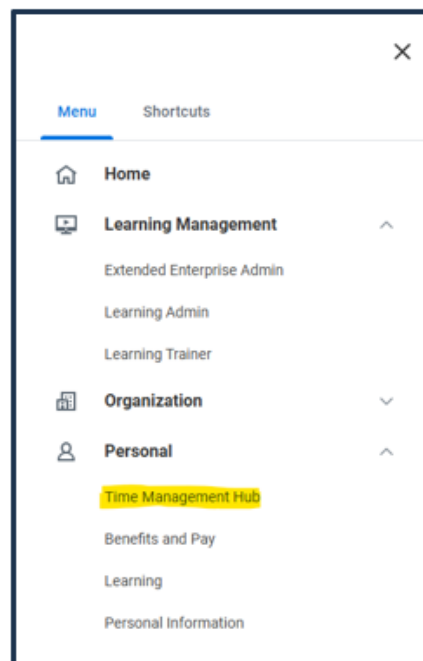 Menu Shortcuts
Home
Learning Management
Extended Enterprise Admin
Learning Admin
Learning Trainer
Organization
Personal
Time Management Hub
Benefits and Pay
Learning
Personal Information